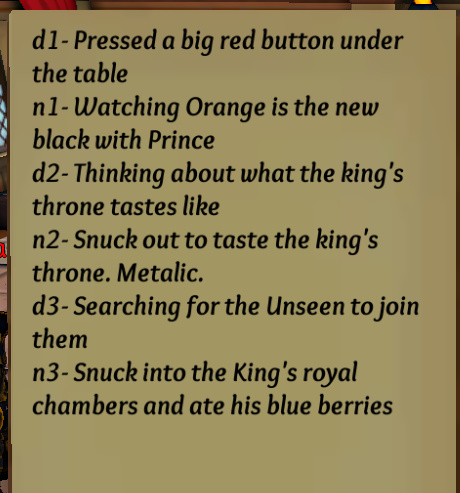 d1- Pressed a big red button under
the table
n1- Watching Orange is the new
black with Prince
d2- Thinking about what the king's
throne tastes like
n2- Snuck out to taste the king's
throne. Metalic.
d3- Searching for the Unseen to join
them
n3- Snuck into the King's royal
chambers and ate his blue berries